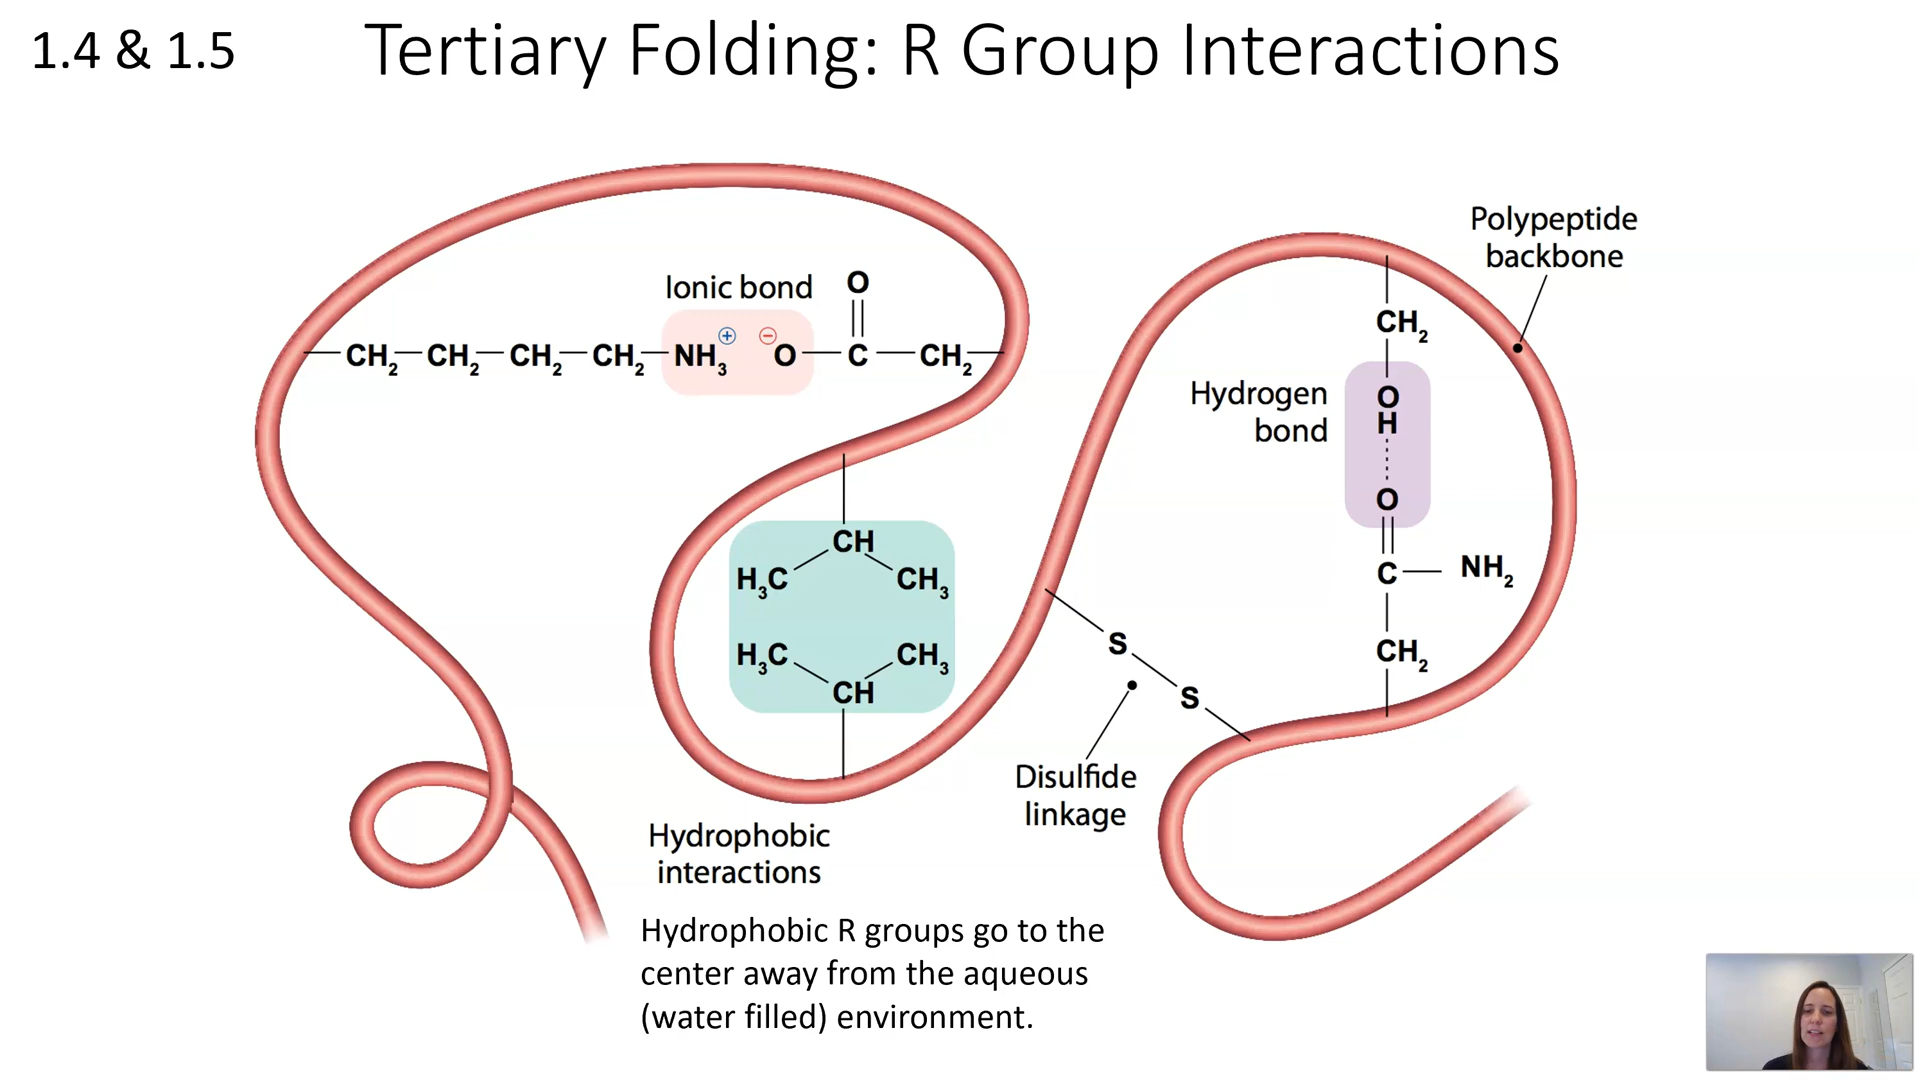 1.4 & 1.5
Tertiary Folding: R Group Interactions
Polypeptide
backbone
Ionic bond
O
CH2 CH2 CH2 CH2 NH3 + − O C CH2
CH2
Hydrogen
bond
O
H
O
C NH2
CH2
CH
H3C CH3
H3C CH3
CH
S
S
Disulfide
linkage
Hydrophobic
interactions
Hydrophobic R groups go to the
center away from the aqueous
(water filled) environment.